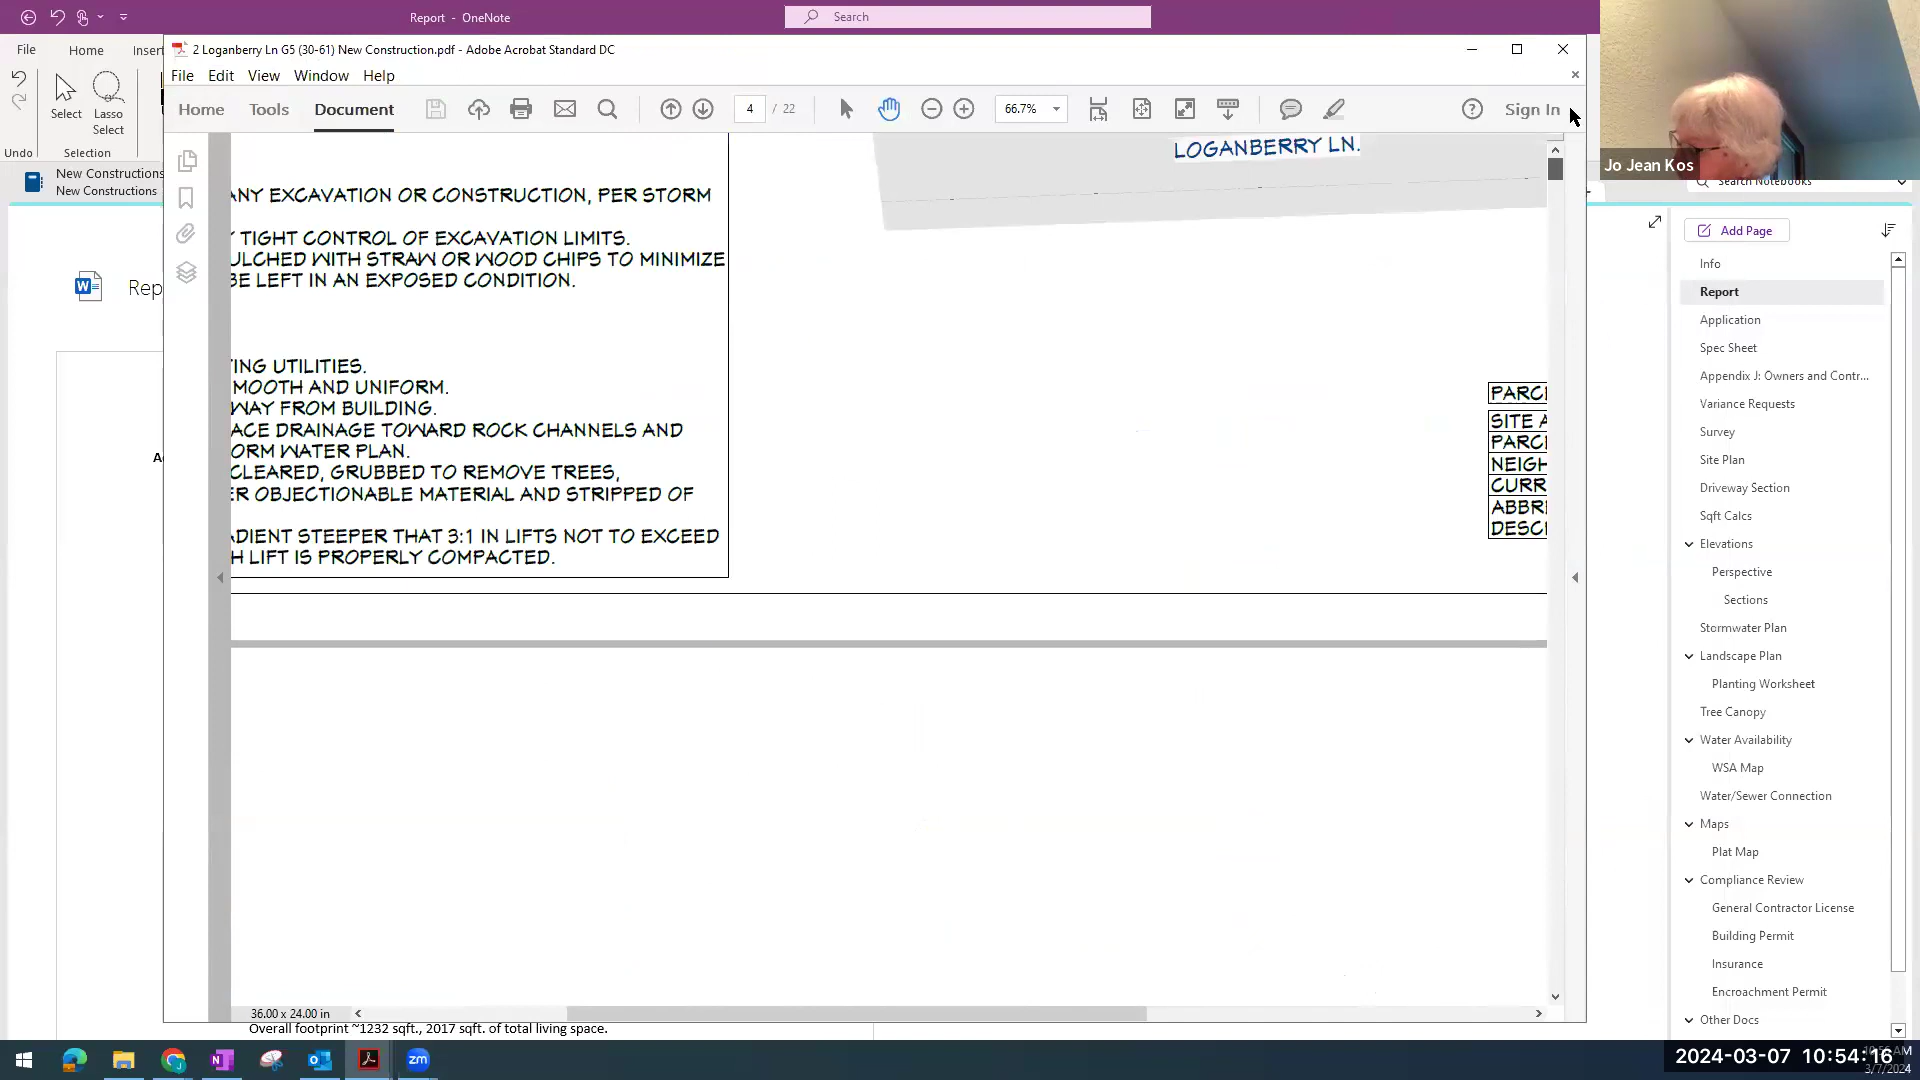 Report - OneNote
Search
File
Home
Insert
Undo
Select
Lasso
Select
Selection
New Constructions
New Constructions
2 Loganberry Ln G5 (30-61) New Construction.pdf - Adobe Acrobat Standard DC
File Edit View Window Help
Home Tools Document
4 / 22
66.7%
Sign In
Jo Jean Kos
Search Notebooks
LOGANBERRY LN.
ANY EXCAVATION OR CONSTRUCTION, PER STORM
TIGHT CONTROL OF EXCAVATION LIMITS.
ULCHED WITH STRAW OR WOOD CHIPS TO MINIMIZE
BE LEFT IN AN EXPOSED CONDITION.
ING UTILITIES.
MOOTH AND UNIFORM.
WAY FROM BUILDING.
ACE DRAINAGE TOWARD ROCK CHANNELS AND
ORM WATER PLAN.
CLEARED, GRUBBED TO REMOVE TREES,
ER OBJECTIONABLE MATERIAL AND STRIPPED OF
ADIENT STEEPER THAT 3:1 IN LIFTS NOT TO EXCEED
H LIFT IS PROPERLY COMPACTED.
PARCE
SITE A
PARCE
NEIGH
CURR
ABBRE
DESCR
Rep
36.00 x 24.00 in
Overall footprint ~1232 sqft., 2017 sqft. of total living space.
Add Page
Info
Report
Application
Spec Sheet
Appendix J: Owners and Contr...
Variance Requests
Survey
Site Plan
Driveway Section
Sqft Calcs
Elevations
Perspective
Sections
Stormwater Plan
Landscape Plan
Planting Worksheet
Tree Canopy
Water Availability
WSA Map
Water/Sewer Connection
Maps
Plat Map
Compliance Review
General Contractor License
Building Permit
Insurance
Encroachment Permit
Other Docs
2024-03-07 10:54:16
3/7/2024